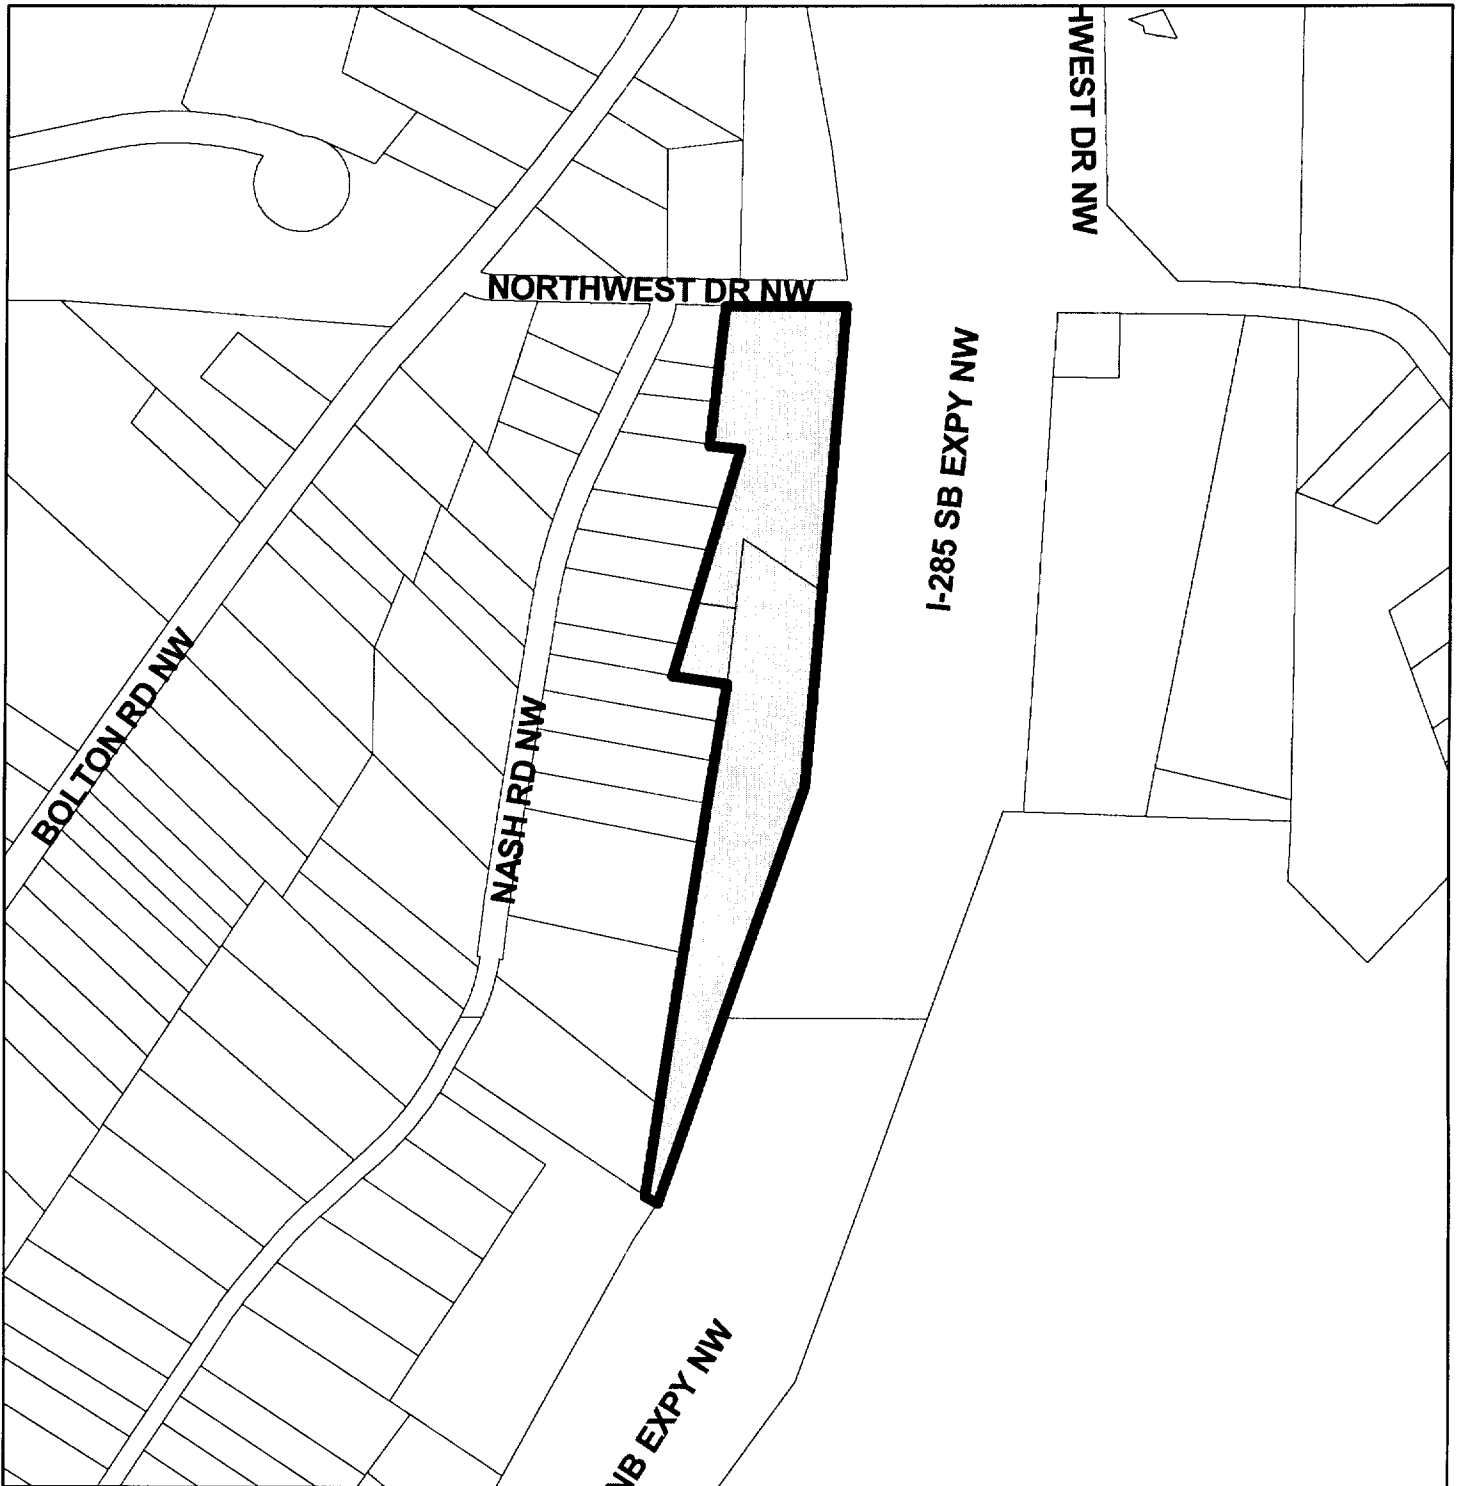 HWEST DR NW
NORTHWEST DR NW
I-285 SB EXPY NW
BOLTON RD NW
NASH RD NW
NB EXPY NW